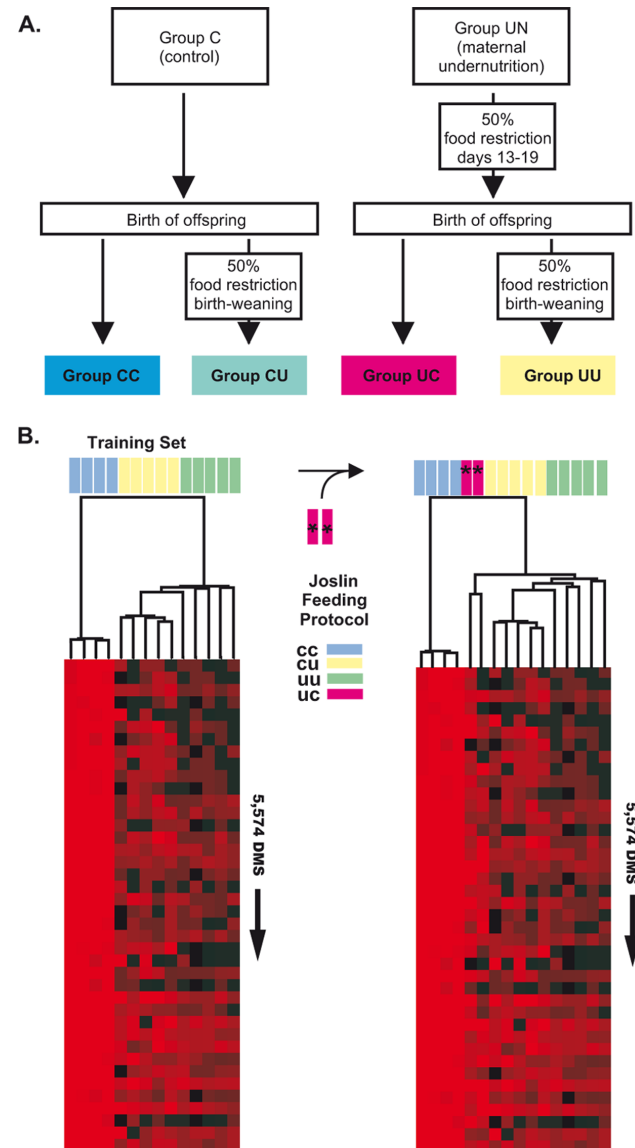 A.
Group C
(control)
Group UN
(maternal
undernutrition)
50%
food restriction
days 13-19
Birth of offspring
Birth of offspring
50%
food restriction
birth-weaning
50%
food restriction
birth-weaning
Group CC
Group CU
Group UC
Group UU
B.
Training Set
* *
* *
Joslin
Feeding
Protocol
cc
cu
uu
uc
5,574 DMS
5,574 DMS